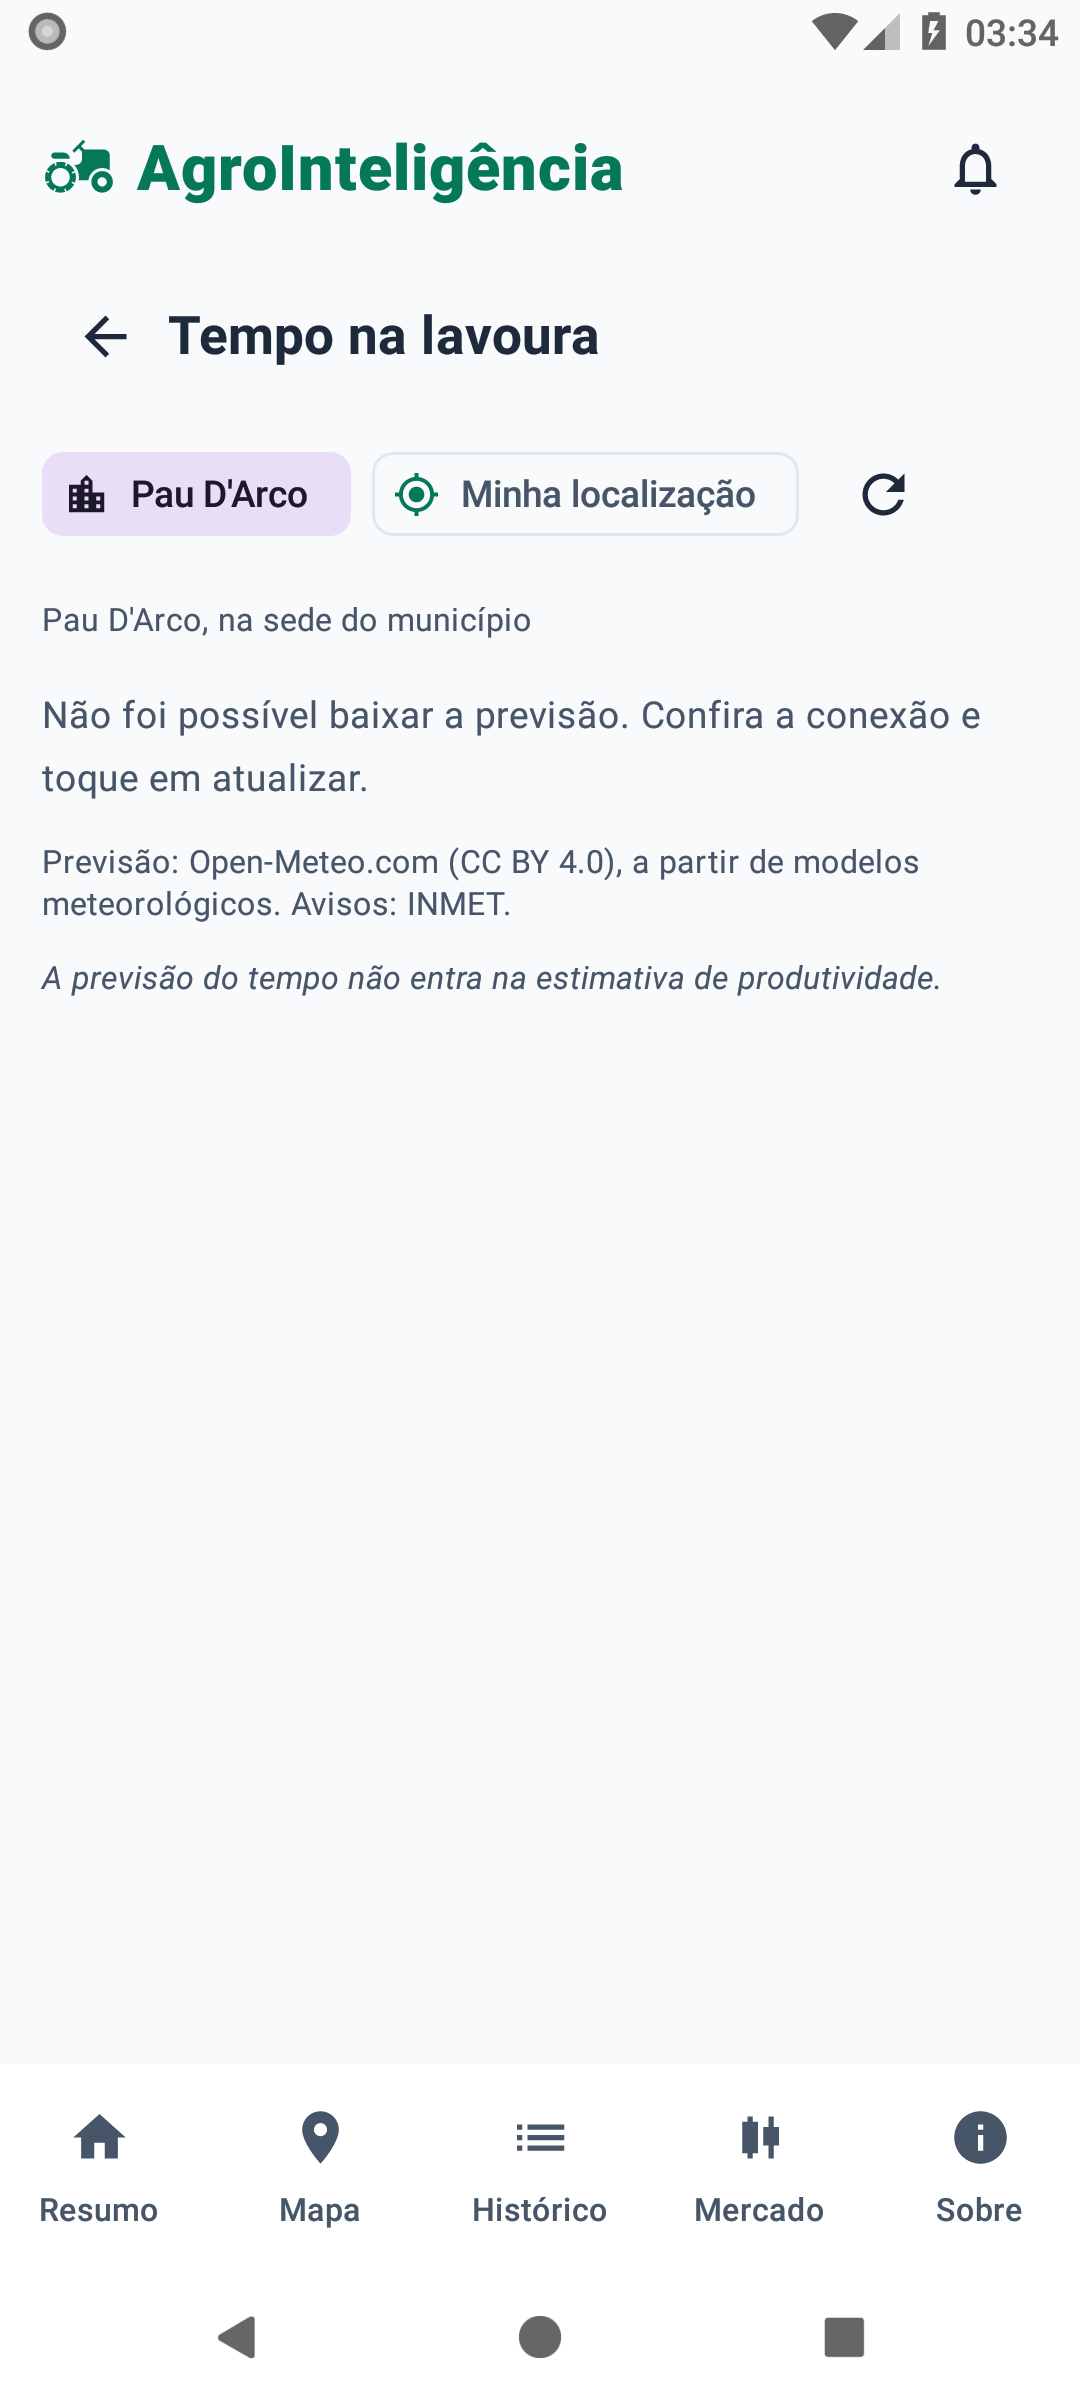 03:34
AgroInteligência
Tempo na lavoura
Pau D'Arco
Minha localização
Pau D'Arco, na sede do município
Não foi possível baixar a previsão. Confira a conexão e
toque em atualizar.
Previsão: Open-Meteo.com (CC BY 4.0), a partir de modelos
meteorológicos. Avisos: INMET.
A previsão do tempo não entra na estimativa de produtividade.
Resumo
Mapa
Histórico
Mercado
Sobre